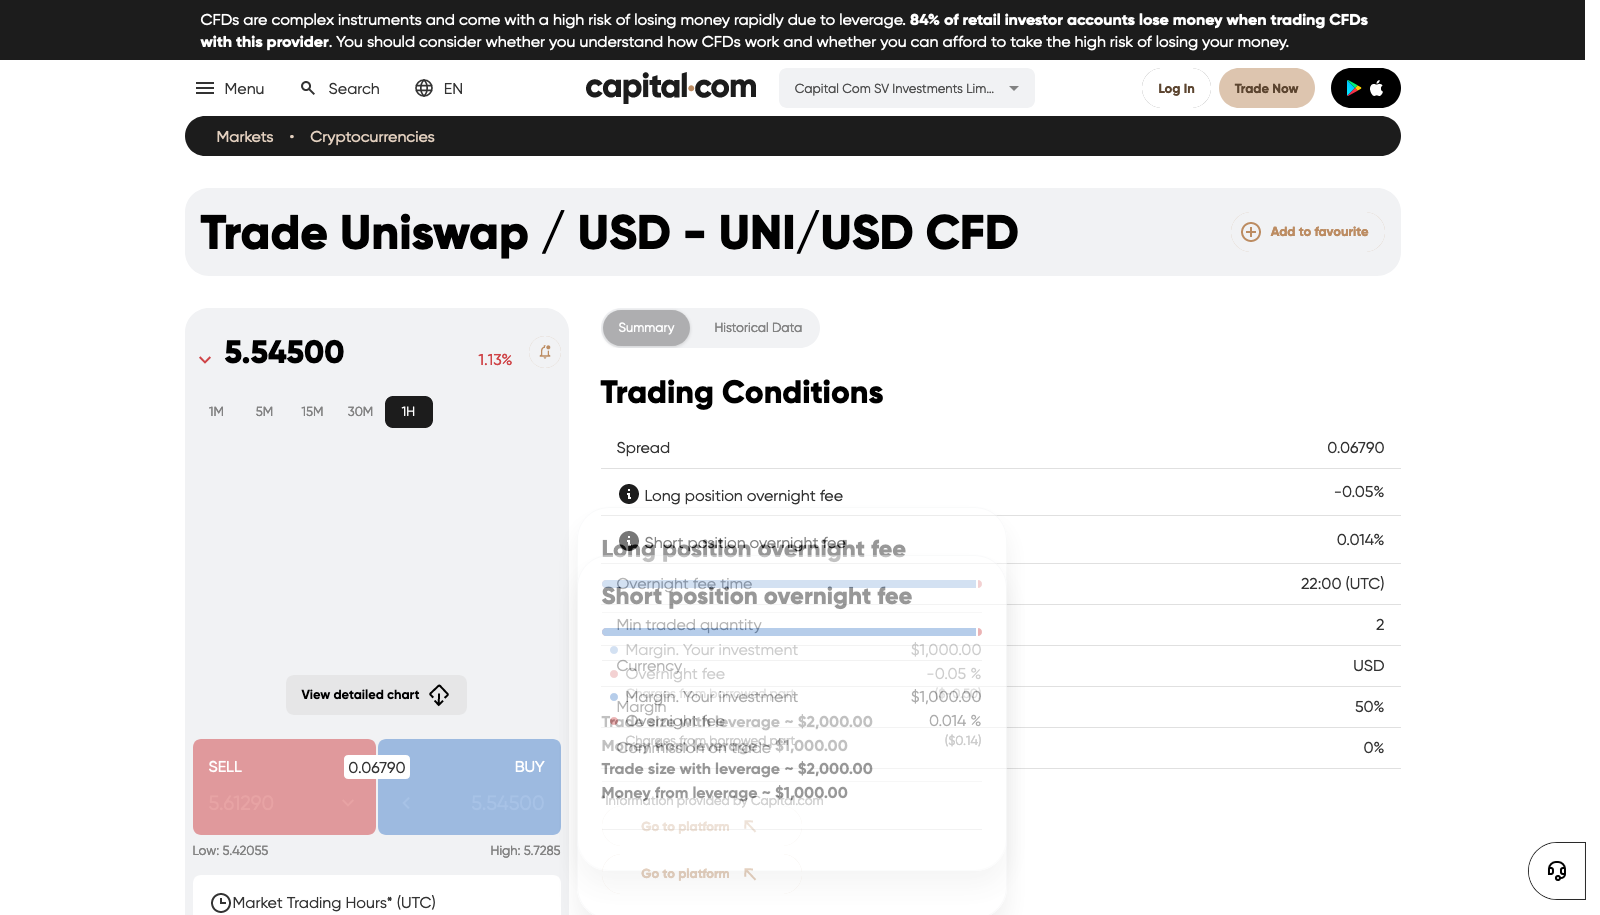 CFDs are complex instruments and come with a high risk of losing money rapidly due to leverage. 84% of retail investor accounts lose money when trading CFDs
with this provider. You should consider whether you understand how CFDs work and whether you can afford to take the high risk of losing your money.
Menu
Search
EN
capital.com
Capital Com SV Investments Lim...
Log In
Trade Now
Markets
Cryptocurrencies
Trade Uniswap / USD - UNI/USD CFD
Add to favourite
5.54500
1.13%
1M
5M
15M
30M
1H
View detailed chart
SELL
0.06790
BUY
5.61290
5.54500
Low: 5.42055
High: 5.7285
Market Trading Hours* (UTC)
Summary
Historical Data
Trading Conditions
Spread
0.06790
Long position overnight fee
-0.05%
Short position overnight fee
0.014%
Overnight fee time
22:00 (UTC)
Min traded quantity
2
Currency
USD
Margin
50%
Commission on trade
0%
*Information provided by Capital.com
Long position overnight fee
Margin. Your investment
$1,000.00
Overnight fee
-0.05 %
Charges from borrowed part
Trade size with leverage ~ $2,000.00
Money from leverage ~ $1,000.00
Go to platform
Short position overnight fee
Margin. Your investment
$1,000.00
Overnight fee
0.014 %
Charges from borrowed part
($0.14)
Trade size with leverage ~ $2,000.00
Money from leverage ~ $1,000.00
Go to platform